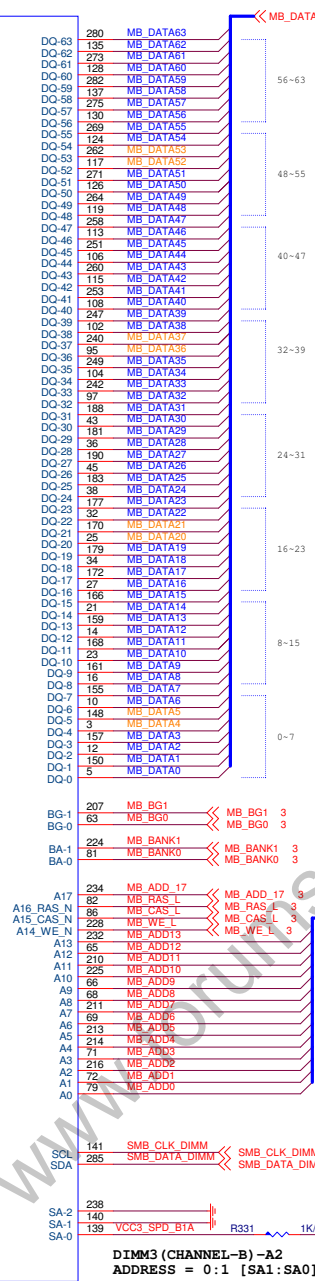 MB_DATA
DQ-63 280 MB_DATA63
DQ-62 135 MB_DATA62
DQ-61 273 MB_DATA61
DQ-60 128 MB_DATA60
DQ-59 282 MB_DATA59
DQ-58 137 MB_DATA58
DQ-57 275 MB_DATA57
DQ-56 130 MB_DATA56
56~63
DQ-55 269 MB_DATA55
DQ-54 124 MB_DATA54
DQ-53 262 MB_DATA53
DQ-52 117 MB_DATA52
DQ-51 271 MB_DATA51
DQ-50 126 MB_DATA50
DQ-49 264 MB_DATA49
DQ-48 119 MB_DATA48
48~55
DQ-47 258 MB_DATA47
DQ-46 113 MB_DATA46
DQ-45 251 MB_DATA45
DQ-44 106 MB_DATA44
DQ-43 260 MB_DATA43
DQ-42 115 MB_DATA42
DQ-41 253 MB_DATA41
DQ-40 108 MB_DATA40
40~47
DQ-39 247 MB_DATA39
DQ-38 102 MB_DATA38
DQ-37 240 MB_DATA37
DQ-36 95 MB_DATA36
DQ-35 249 MB_DATA35
DQ-34 104 MB_DATA34
DQ-33 242 MB_DATA33
DQ-32 97 MB_DATA32
32~39
DQ-31 188 MB_DATA31
DQ-30 43 MB_DATA30
DQ-29 181 MB_DATA29
DQ-28 36 MB_DATA28
DQ-27 190 MB_DATA27
DQ-26 45 MB_DATA26
DQ-25 183 MB_DATA25
DQ-24 38 MB_DATA24
24~31
DQ-23 177 MB_DATA23
DQ-22 32 MB_DATA22
DQ-21 170 MB_DATA21
DQ-20 25 MB_DATA20
DQ-19 179 MB_DATA19
DQ-18 34 MB_DATA18
DQ-17 172 MB_DATA17
DQ-16 27 MB_DATA16
16~23
DQ-15 166 MB_DATA15
DQ-14 21 MB_DATA14
DQ-13 159 MB_DATA13
DQ-12 14 MB_DATA12
DQ-11 168 MB_DATA11
DQ-10 23 MB_DATA10
DQ-9 161 MB_DATA9
DQ-8 16 MB_DATA8
8~15
DQ-7 155 MB_DATA7
DQ-6 10 MB_DATA6
DQ-5 148 MB_DATA5
DQ-4 3 MB_DATA4
DQ-3 157 MB_DATA3
DQ-2 12 MB_DATA2
DQ-1 150 MB_DATA1
DQ-0 5 MB_DATA0
0~7
BG-1 207 MB_BG1 MB_BG1 3
BG-0 63 MB_BG0 MB_BG0 3
BA-1 224 MB_BANK1 MB_BANK1 3
BA-0 81 MB_BANK0 MB_BANK0 3
A17 234 MB_ADD_17 MB_ADD_17 3
A16_RAS_N 82 MB_RAS_L MB_RAS_L 3
A15_CAS_N 86 MB_CAS_L MB_CAS_L 3
A14_WE_N 228 MB_WE_L MB_WE_L 3
A13 232 MB_ADD13
A12 65 MB_ADD12
A11 210 MB_ADD11
A10 225 MB_ADD10
A9 66 MB_ADD9
A8 68 MB_ADD8
A7 211 MB_ADD7
A6 69 MB_ADD6
A5 213 MB_ADD5
A4 214 MB_ADD4
A3 71 MB_ADD3
A2 216 MB_ADD2
A1 72 MB_ADD1
A0 79 MB_ADD0
SCL 141 SMB_CLK_DIMM SMB_CLK_DIMM
SDA 285 SMB_DATA_DIMM SMB_DATA_DIM
SA-2 238
SA-1 140
SA-0 139 VCC3_SPD_B1A R331 1K/
DIMM3(CHANNEL-B)-A2
ADDRESS = 0:1 [SA1:SA0]
www.forums